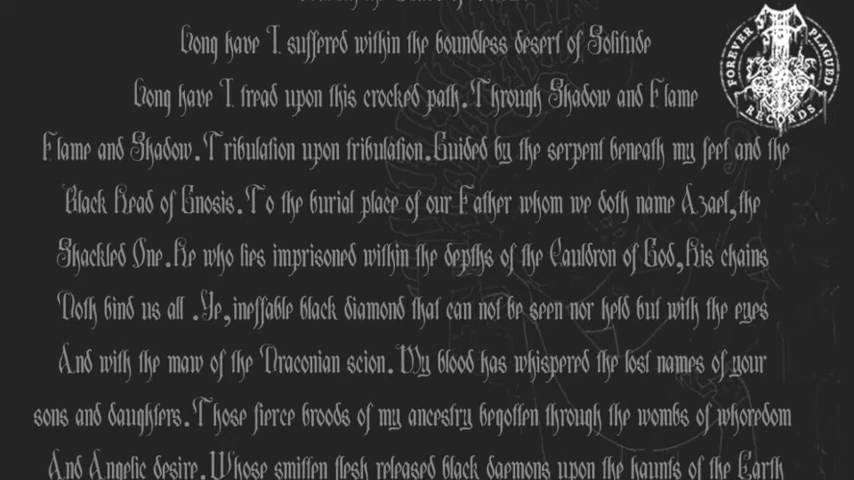 Long have I suffered within the boundless desert of Solitude
Long have I tread upon this crocked path.Through Shadow and Flame
Flame and Shadow.Tribulation upon tribulation.Guided by the serpent beneath my feet and the
Black Head of Gnosis.To the burial place of our Father whom we doth name Azael,the
Shackled One.He who lies imprisoned within the depths of the Cauldron of God,His chains
Doth bind us all .Ye,ineffable black diamond that can not be seen nor held but with the eyes
And with the maw of the Draconian scion.My blood has whispered the lost names of your
sons and daughters.Those fierce broods of my ancestry begotten through the wombs of whoredom
And Angelic desire.Whose smitten flesh released black daemons upon the haunts of the Earth
FOREVER PLAGUED
RECORDS